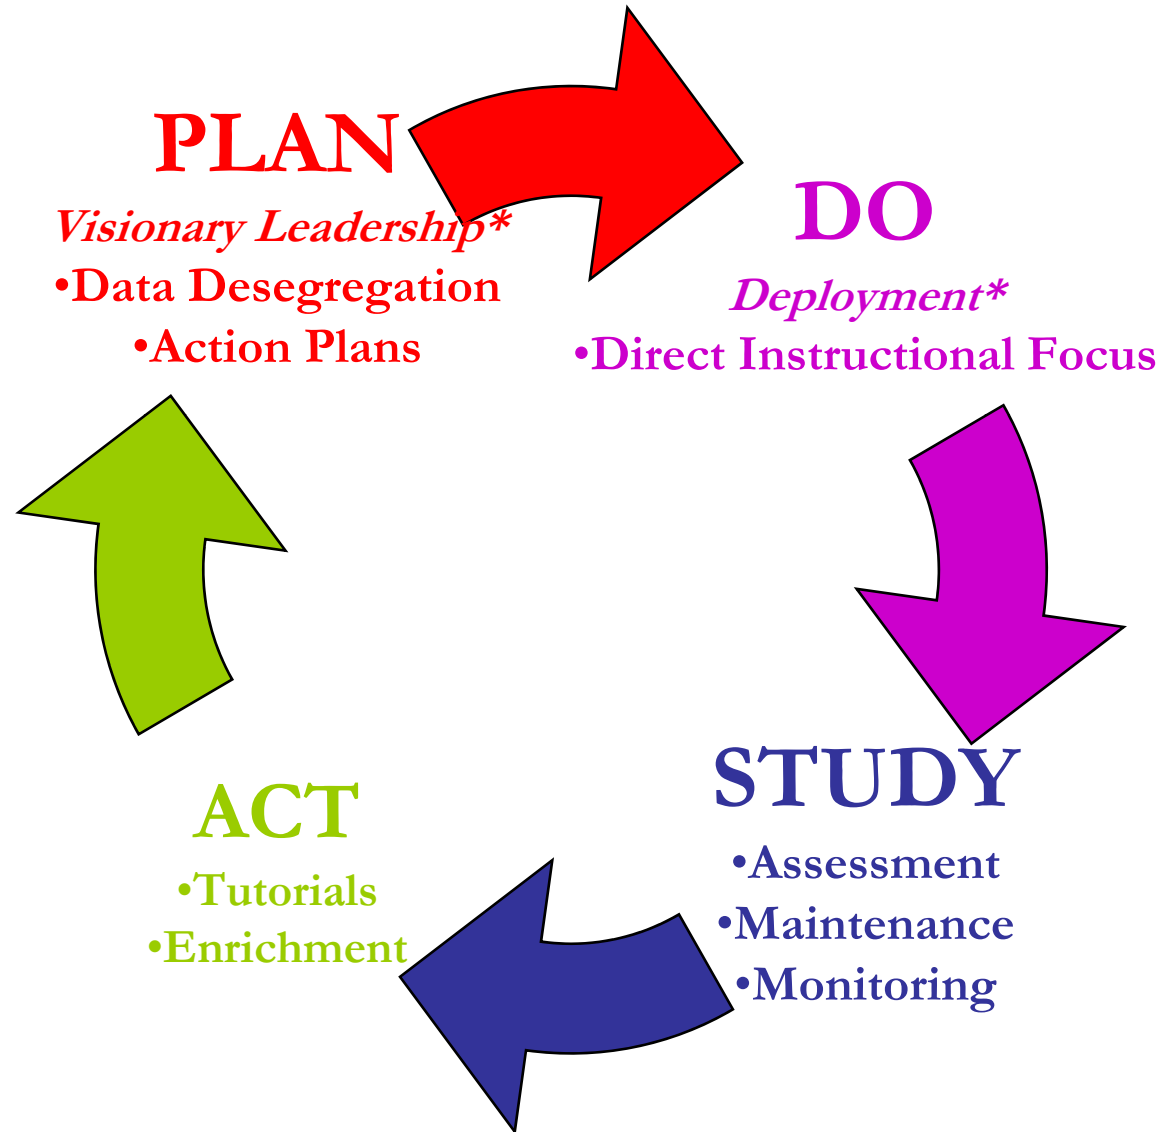 PLAN
Visionary Leadership*
•Data Desegregation
•Action Plans
DO
Deployment*
•Direct Instructional Focus
STUDY
•Assessment
•Maintenance
•Monitoring
ACT
•Tutorials
•Enrichment